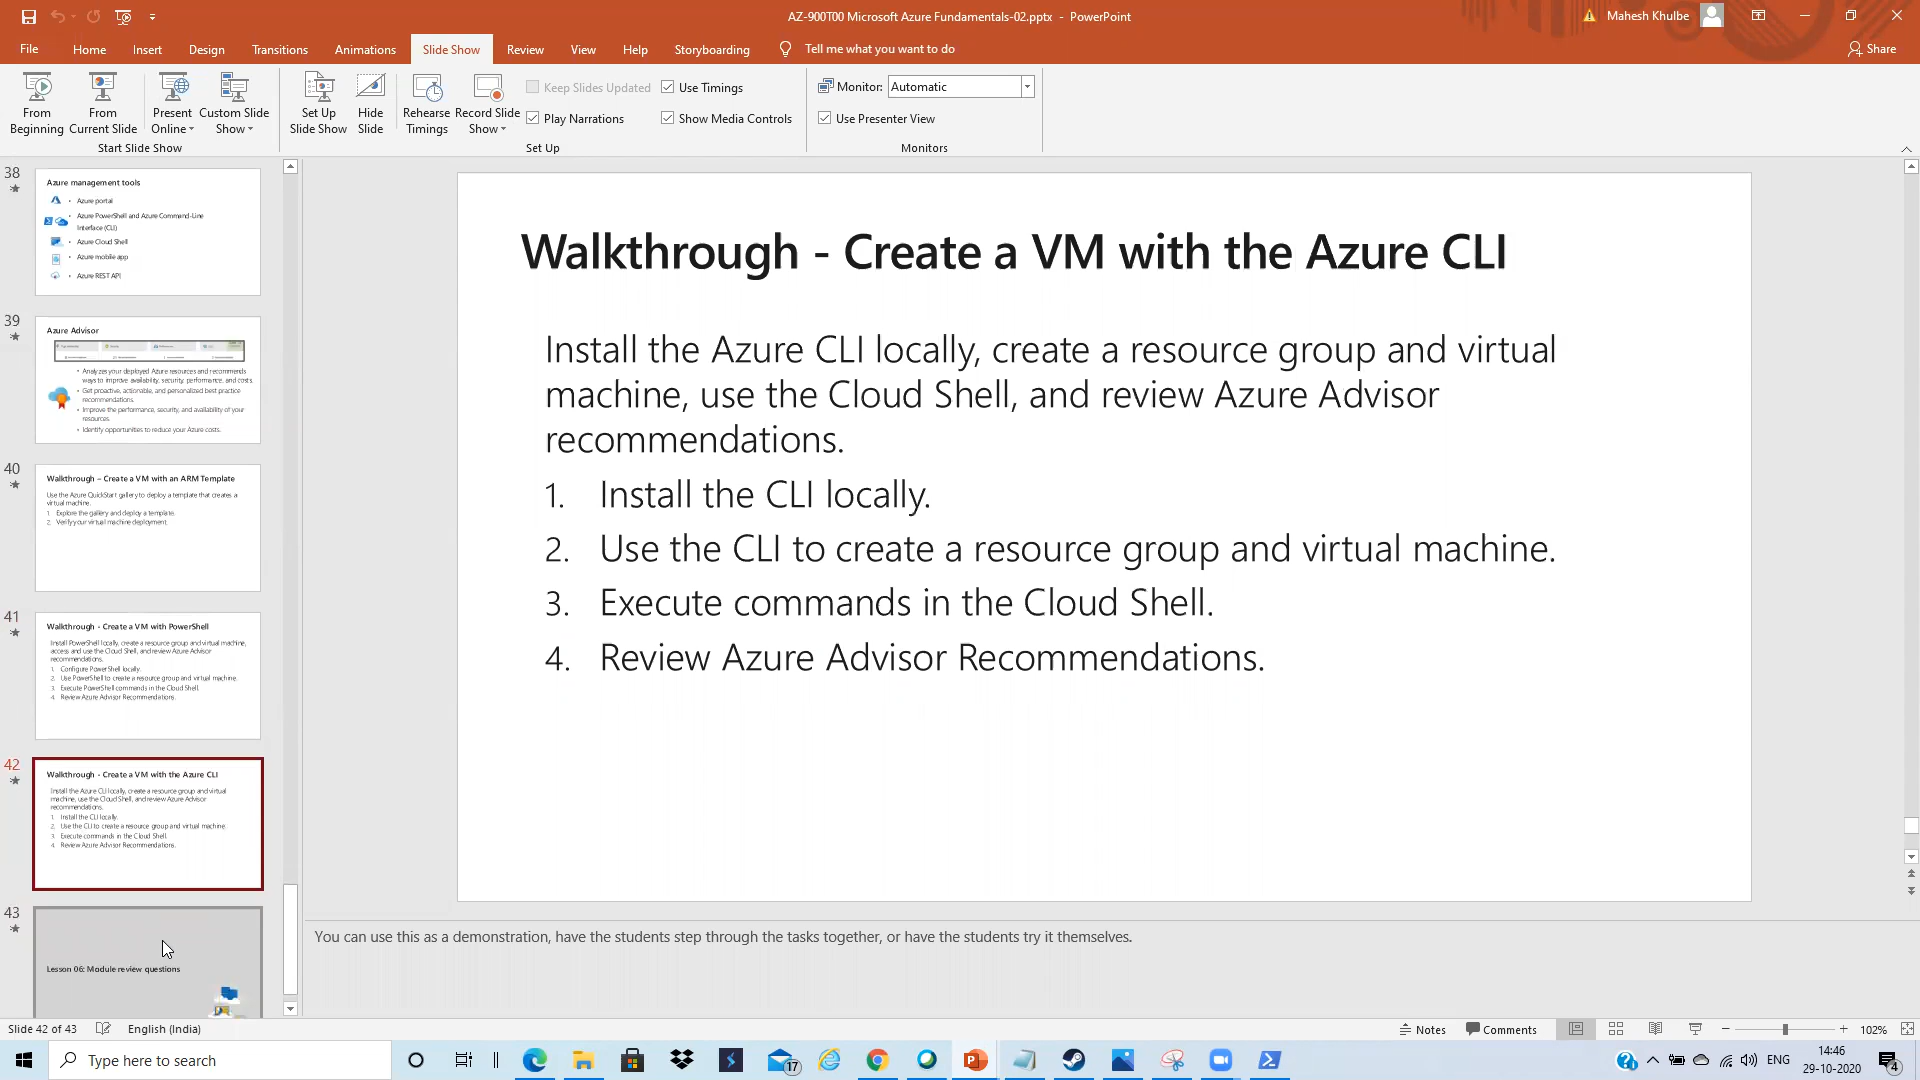 AZ-900T00 Microsoft Azure Fundamentals-02.pptx - PowerPoint
Mahesh Khulbe
File Home Insert Design Transitions Animations Slide Show Review View Help Storyboarding Tell me what you want to do Share
From Beginning
From Current Slide
Present Online
Custom Slide Show
Start Slide Show
Set Up Slide Show
Hide Slide
Rehearse Timings
Record Slide Show
Keep Slides Updated
Use Timings
Play Narrations
Show Media Controls
Set Up
Monitor: Automatic
Use Presenter View
Monitors
38
Azure management tools
• Azure portal
• Azure PowerShell and Azure Command-Line
Interface (CLI)
• Azure Cloud Shell
• Azure mobile app
• Azure REST API
39
Azure Advisor
• Analyzes your deployed Azure resources and recommends
ways to improve availability, security, performance, and costs.
• Get proactive, actionable, and personalized best practice
recommendations.
• Improve the performance, security, and availability of your
resources.
• Identify opportunities to reduce your Azure costs.
40
Walkthrough – Create a VM with an ARM Template
Use the Azure QuickStart gallery to deploy a template that creates a
virtual machine.
1. Explore the gallery and deploy a template.
2. Verify your virtual machine deployment.
41
Walkthrough - Create a VM with PowerShell
Install PowerShell locally, create a resource group and virtual machine,
access and use the Cloud Shell, and review Azure Advisor
recommendations.
1. Configure PowerShell locally.
2. Use PowerShell to create a resource group and virtual machine.
3. Execute PowerShell commands in the Cloud Shell.
4. Review Azure Advisor Recommendations.
42
Walkthrough - Create a VM with the Azure CLI
Install the Azure CLI locally, create a resource group and virtual
machine, use the Cloud Shell, and review Azure Advisor
recommendations.
1. Install the CLI locally.
2. Use the CLI to create a resource group and virtual machine.
3. Execute commands in the Cloud Shell.
4. Review Azure Advisor Recommendations.
43
Lesson 06: Module review questions
Walkthrough - Create a VM with the Azure CLI
Install the Azure CLI locally, create a resource group and virtual
machine, use the Cloud Shell, and review Azure Advisor
recommendations.
1. Install the CLI locally.
2. Use the CLI to create a resource group and virtual machine.
3. Execute commands in the Cloud Shell.
4. Review Azure Advisor Recommendations.
You can use this as a demonstration, have the students step through the tasks together, or have the students try it themselves.
Slide 42 of 43 English (India) Notes Comments 102%
Type here to search
17
ENG
14:46
29-10-2020
4